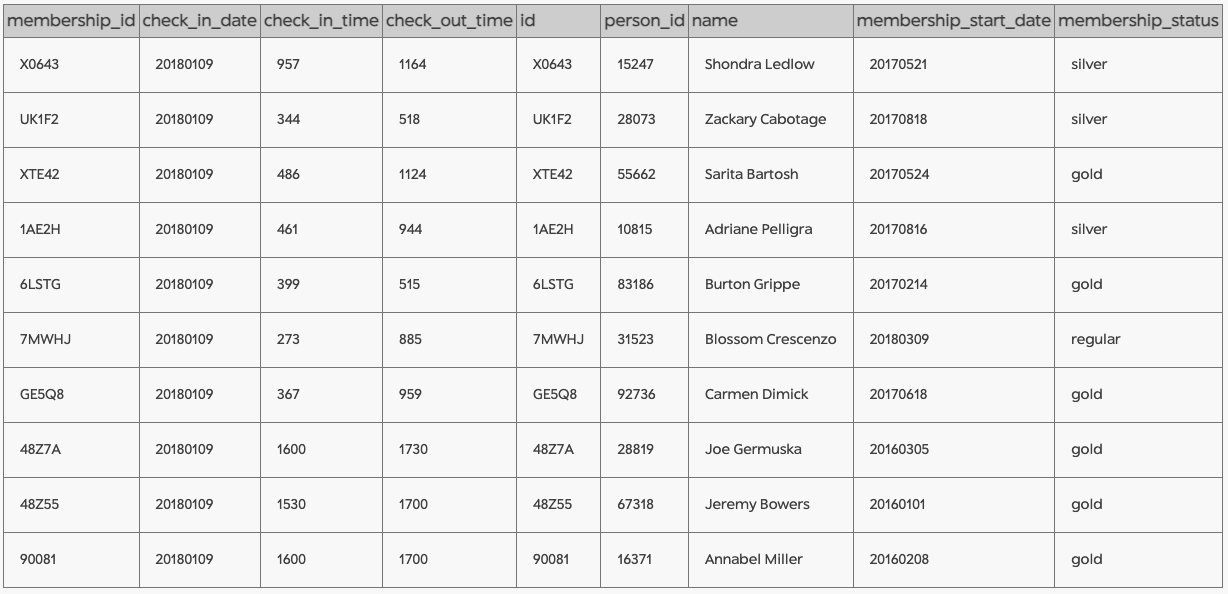 membership_id check_in_date check_in_time check_out_time id person_id name membership_start_date membership_status
X0643 20180109 957 1164 X0643 15247 Shondra Ledlow 20170521 silver
UK1F2 20180109 344 518 UK1F2 28073 Zackary Cabotage 20170818 silver
XTE42 20180109 486 1124 XTE42 55662 Sarita Bartosh 20170524 gold
1AE2H 20180109 461 944 1AE2H 10815 Adriane Pelligra 20170816 silver
6LSTG 20180109 399 515 6LSTG 83186 Burton Grippe 20170214 gold
7MWHJ 20180109 273 885 7MWHJ 31523 Blossom Crescenzo 20180309 regular
GE5Q8 20180109 367 959 GE5Q8 92736 Carmen Dimick 20170618 gold
48Z7A 20180109 1600 1730 48Z7A 28819 Joe Germuska 20160305 gold
48Z55 20180109 1530 1700 48Z55 67318 Jeremy Bowers 20160101 gold
90081 20180109 1600 1700 90081 16371 Annabel Miller 20160208 gold